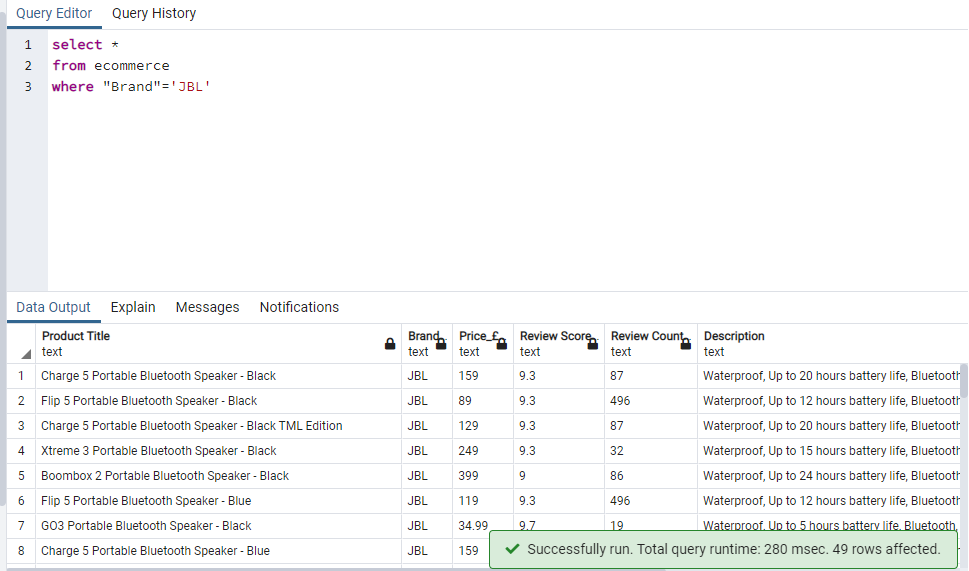 Query Editor Query History
1 select *
2 from ecommerce
3 where "Brand"='JBL'
Data Output Explain Messages Notifications
Product Title Brand Price_£ Review Score Review Count Description
text text text text text text
1 Charge 5 Portable Bluetooth Speaker - Black JBL 159 9.3 87 Waterproof, Up to 20 hours battery life, Bluetooth
2 Flip 5 Portable Bluetooth Speaker - Black JBL 89 9.3 496 Waterproof, Up to 12 hours battery life, Bluetooth
3 Charge 5 Portable Bluetooth Speaker - Black TML Edition JBL 129 9.3 87 Waterproof, Up to 20 hours battery life, Bluetooth
4 Xtreme 3 Portable Bluetooth Speaker - Black JBL 249 9.3 32 Waterproof, Up to 15 hours battery life, Bluetooth
5 Boombox 2 Portable Bluetooth Speaker - Black JBL 399 9 86 Waterproof, Up to 24 hours battery life, Bluetooth
6 Flip 5 Portable Bluetooth Speaker - Blue JBL 119 9.3 496 Waterproof, Up to 12 hours battery life, Bluetooth
7 GO3 Portable Bluetooth Speaker - Black JBL 34.99 9.7 19 Waterproof, Up to 5 hours battery life, Bluetooth,
8 Charge 5 Portable Bluetooth Speaker - Blue JBL 159
Successfully run. Total query runtime: 280 msec. 49 rows affected.